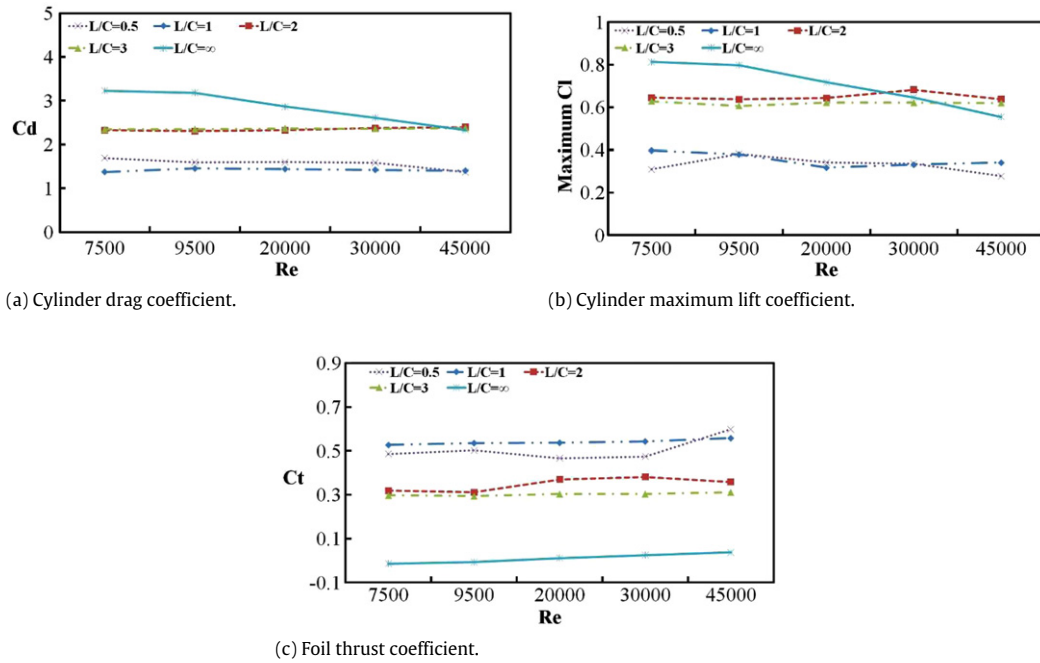 5
4
3
2
1
0
Cd
L/C=0.5 L/C=1 L/C=2
L/C=3 L/C=∞
7500 9500 20000 30000 45000
Re
(a) Cylinder drag coefficient.
1
0.8
0.6
0.4
0.2
0
Maximum Cl
L/C=0.5 L/C=1 L/C=2
L/C=3 L/C=∞
7500 9500 20000 30000 45000
Re
(b) Cylinder maximum lift coefficient.
0.9
0.7
0.5
0.3
0.1
-0.1
Ct
L/C=0.5 L/C=1 L/C=2
L/C=3 L/C=∞
7500 9500 20000 30000 45000
Re
(c) Foil thrust coefficient.